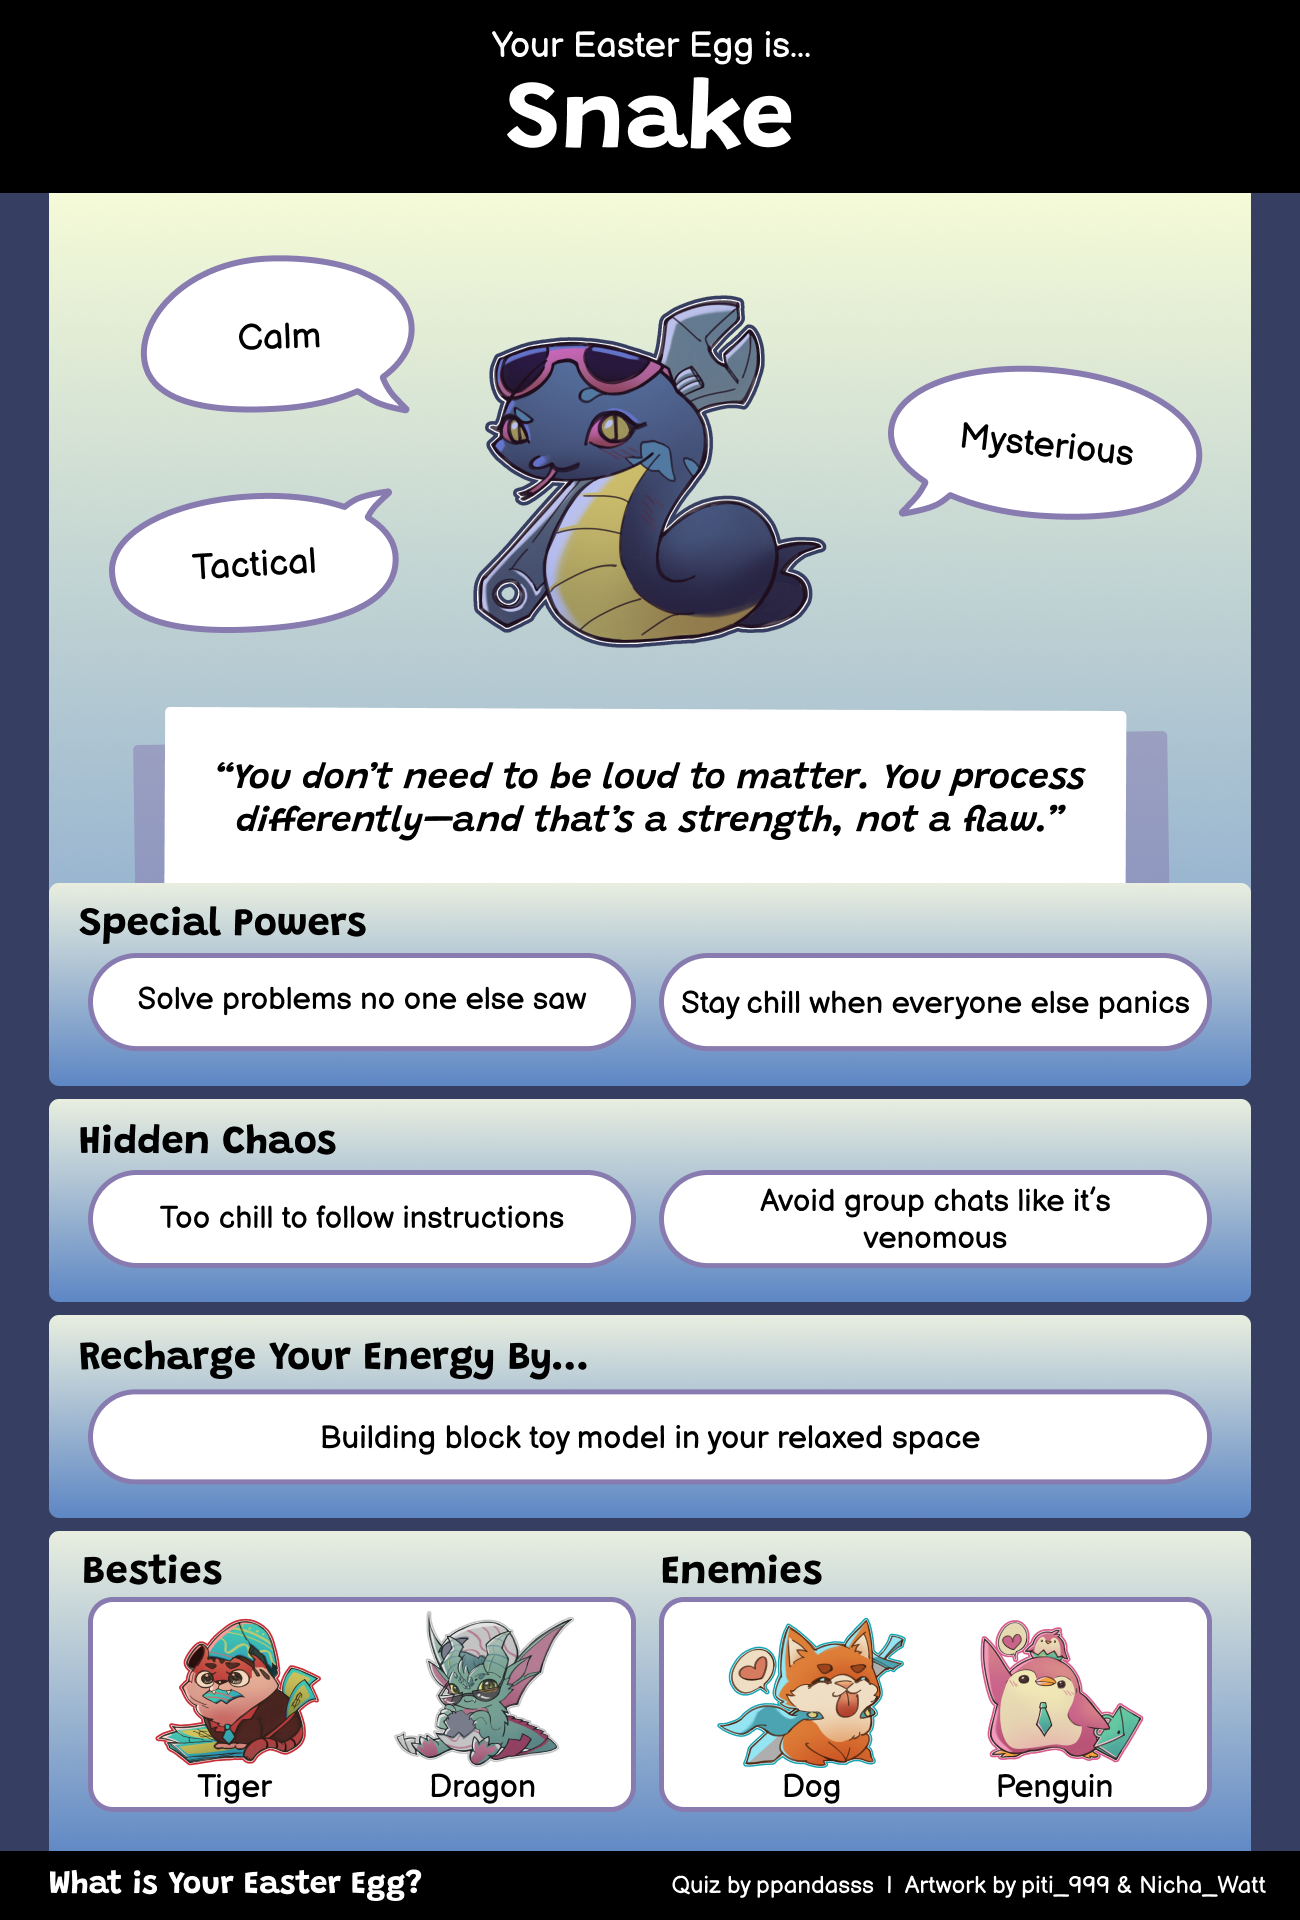 Your Easter Egg is...
Snake
Calm
Mysterious
Tactical
“You don’t need to be loud to matter. You process
differently—and that’s a strength, not a flaw.”
Special Powers
Solve problems no one else saw
Stay chill when everyone else panics
Hidden Chaos
Too chill to follow instructions
Avoid group chats like it’s
venomous
Recharge Your Energy By...
Building block toy model in your relaxed space
Besties
Enemies
Tiger
Dragon
Dog
Penguin
What is Your Easter Egg?
Quiz by ppandasss | Artwork by piti_999 & Nicha_Watt